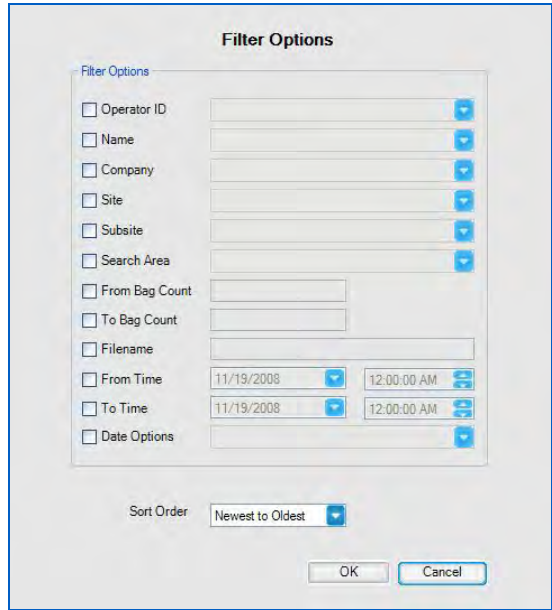 Filter Options
Filter Options
Operator ID
Name
Company
Site
Subsite
Search Area
From Bag Count
To Bag Count
Filename
From Time 11/19/2008 12:00:00 AM
To Time 11/19/2008 12:00:00 AM
Date Options
Sort Order Newest to Oldest
OK Cancel